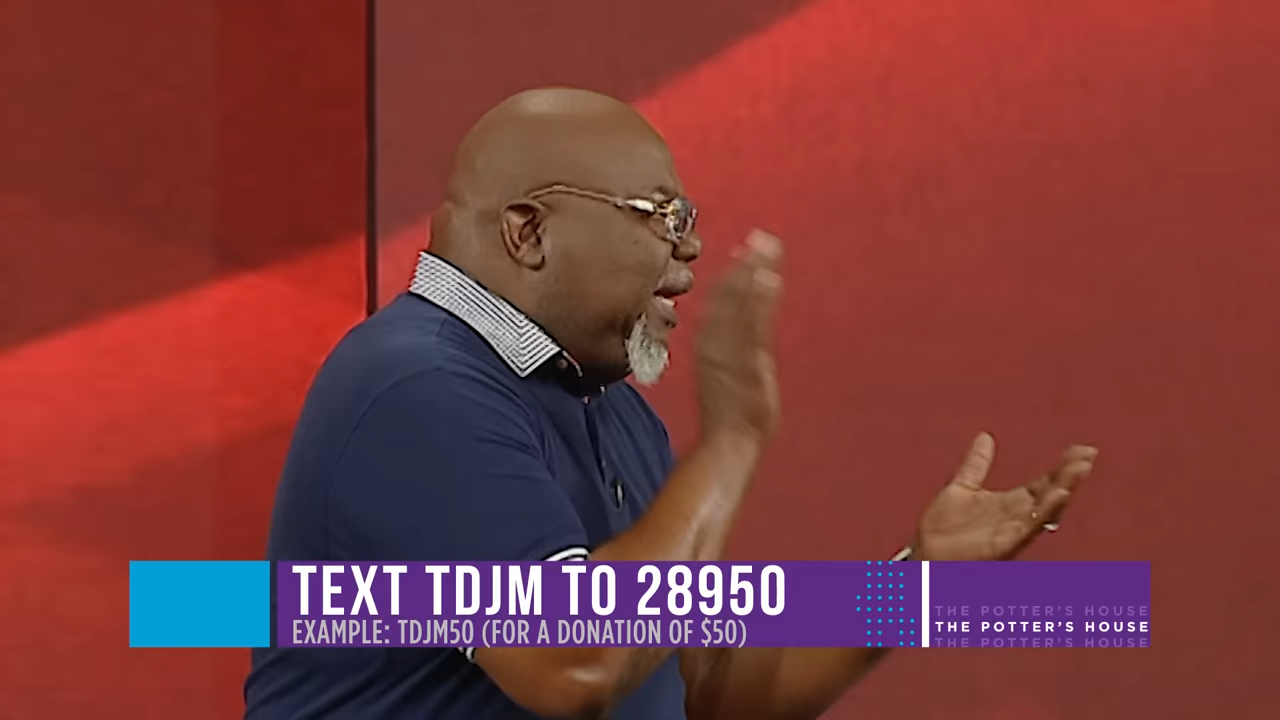 TEXT TDJM TO 28950
EXAMPLE: TDJM50 (FOR A DONATION OF $50)
THE POTTER'S HOUSE
THE POTTER'S HOUSE
THE POTTER'S HOUSE